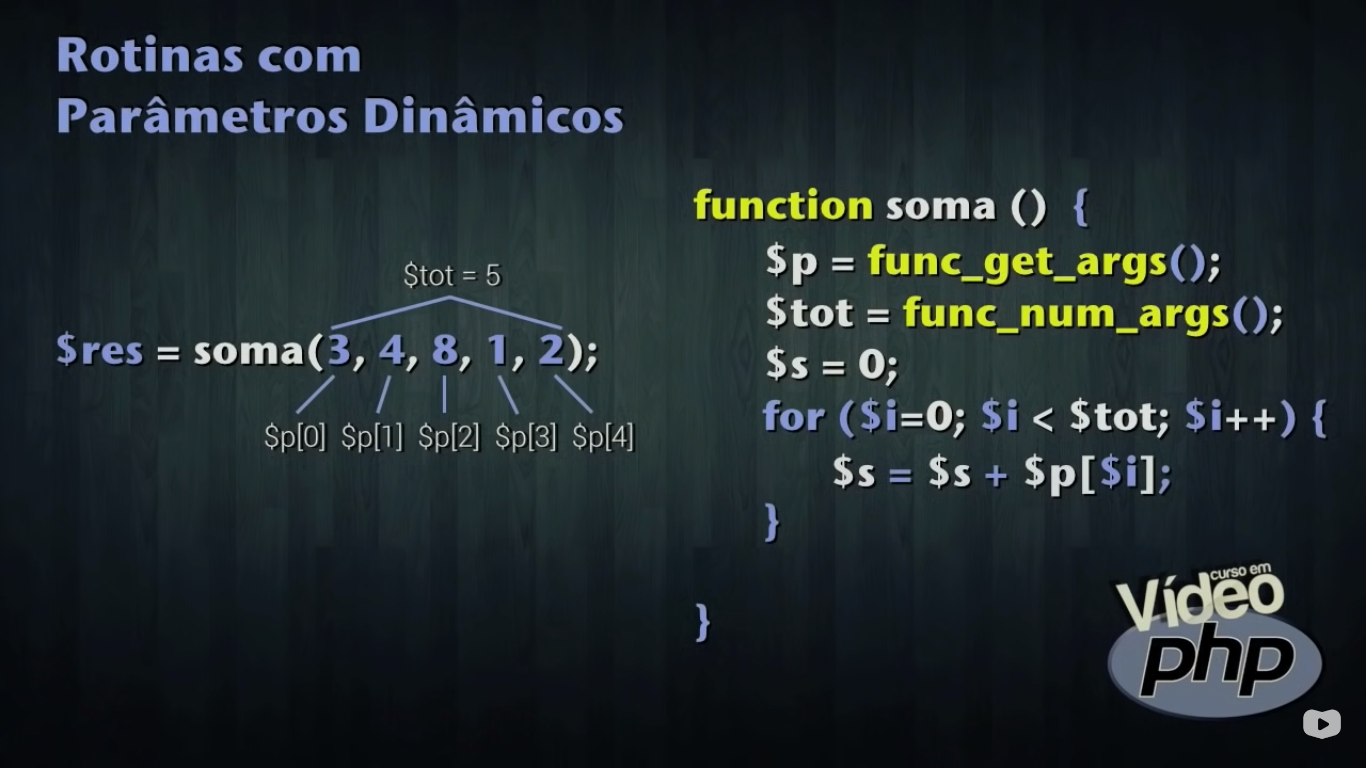 Rotinas com
Parâmetros Dinâmicos
$tot = 5
$res = soma(3, 4, 8, 1, 2);
$p[0] $p[1] $p[2] $p[3] $p[4]
function soma () {
$p = func_get_args();
$tot = func_num_args();
$s = 0;
for ($i=0; $i < $tot; $i++) {
$s = $s + $p[$i];
}
}
curso em
Vídeo
php